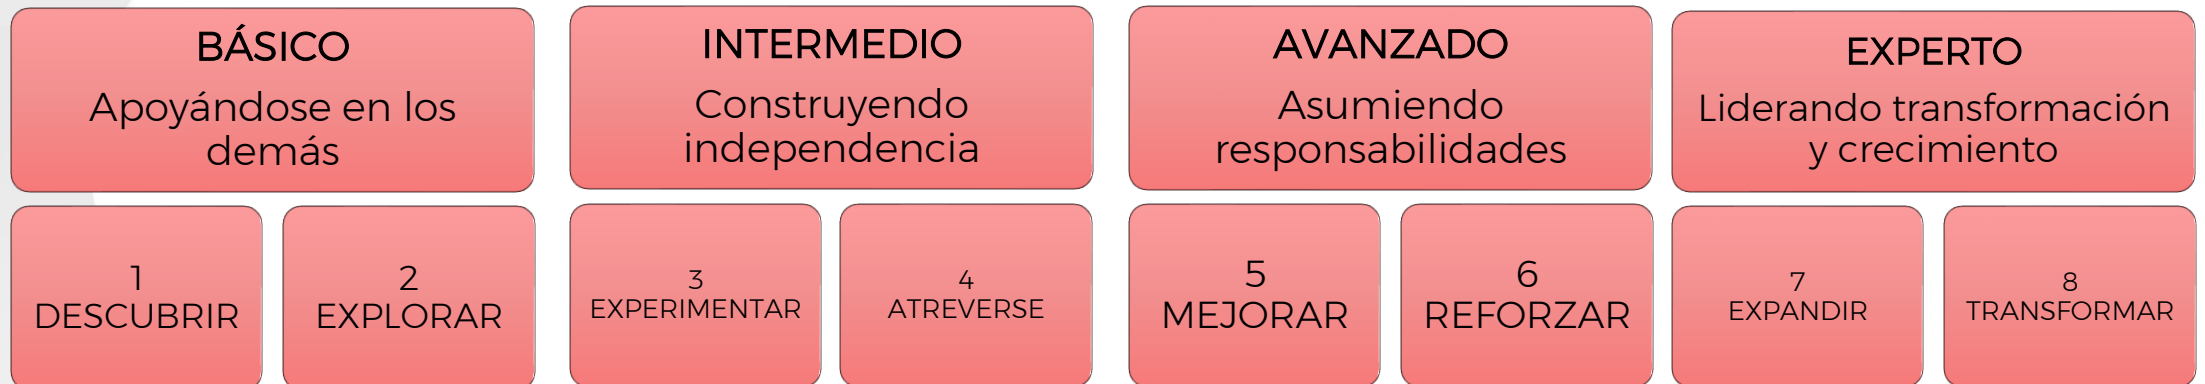 BÁSICO
Apoyándose en los
demás
INTERMEDIO
Construyendo
independencia
AVANZADO
Asumiendo
responsabilidades
EXPERTO
Liderando transformación
y crecimiento
1
DESCUBRIR
2
EXPLORAR
3
EXPERIMENTAR
4
ATREVERSE
5
MEJORAR
6
REFORZAR
7
EXPANDIR
8
TRANSFORMAR